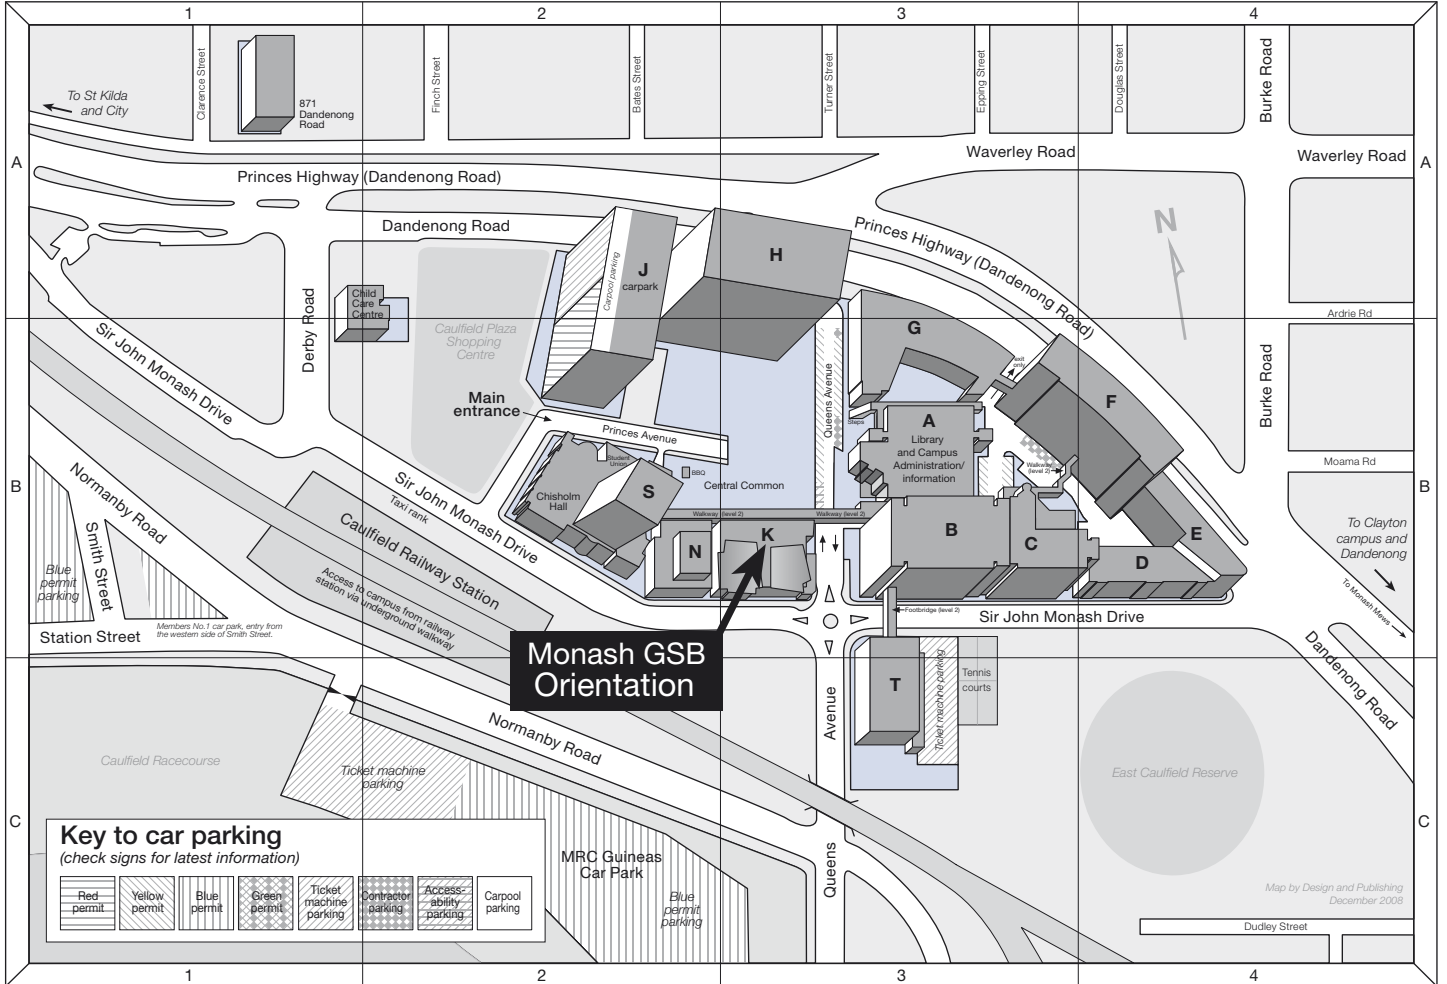 1
2
3
4
Clarence Street
Finch Street
Bates Street
Turner Street
Epping Street
Douglas Street
Burke Road
To St Kilda
and City
871
Dandenong
Road
A
A
Waverley Road
Waverley Road
Princes Highway (Dandenong Road)
Dandenong Road
Princes Highway (Dandenong Road)
N
H
J
carpark
Carpool parking
Child
Care
Centre
Derby Road
Ardrie Rd
Sir John Monash Drive
Caulfield Plaza
Shopping
Centre
G
exit
only
Queens Avenue
Burke Road
Main
entrance
F
Steps
A
Library
and Campus
Administration/
information
Princes Avenue
Student
Union
BBQ
Central Common
Walkway
(level 2)
Moama Rd
B
B
Normanby Road
Sir John Monash Drive
Taxi rank
Chisholm
Hall
S
Walkway (level 2)
Walkway (level 2)
K
N
B
C
D
E
To Clayton
campus and
Dandenong
To Monash Mews
Caulfield Railway Station
Access to campus from railway
station via underground walkway
Smith Street
Blue
permit
parking
Members No.1 car park, entry from
the western side of Smith Street.
Station Street
Footbridge (level 2)
Sir John Monash Drive
Monash GSB
Orientation
T
Ticket machine parking
Tennis
courts
Dandenong Road
Avenue
Normanby Road
Caulfield Racecourse
Ticket machine
parking
East Caulfield Reserve
C
C
Key to car parking
(check signs for latest information)
Red
permit
Yellow
permit
Blue
permit
Green
permit
Ticket
machine
parking
Contractor
parking
Access-
ability
parking
Carpool
parking
MRC Guineas
Car Park
Blue
permit
parking
Queens
Map by Design and Publishing
December 2008
Dudley Street
1
2
3
4